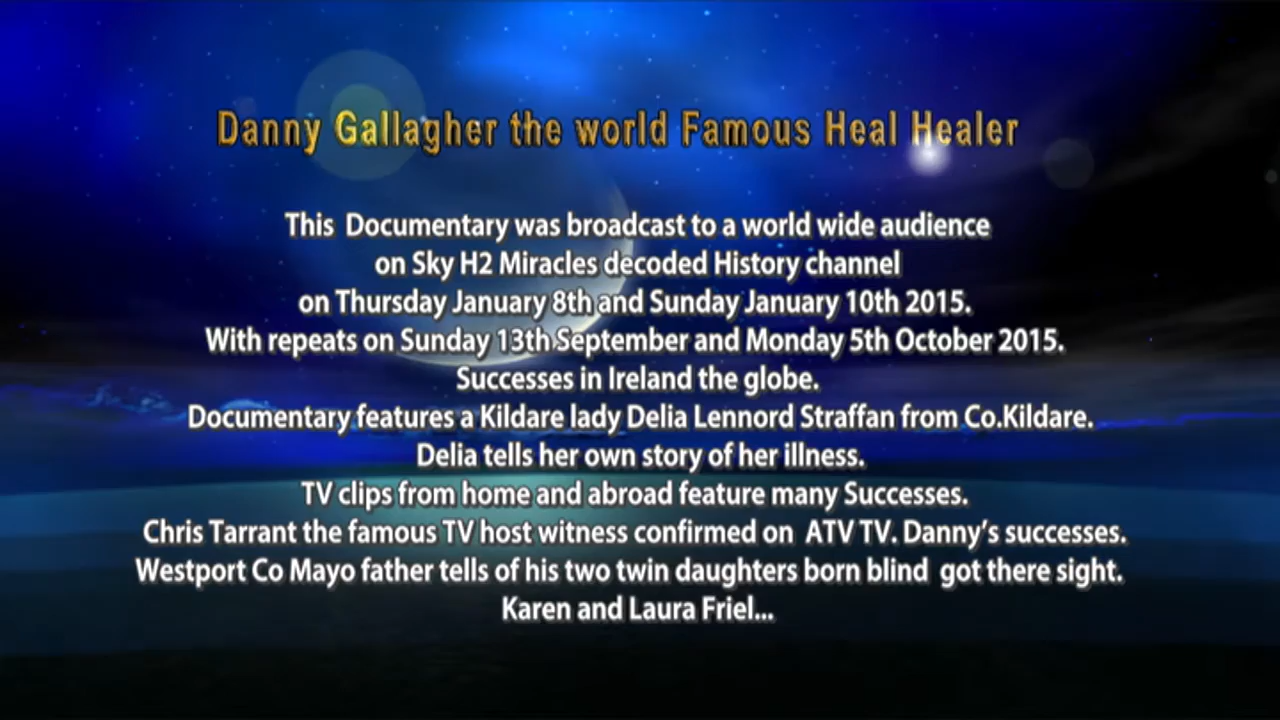 Danny Gallagher the world Famous Heal Healer
This Documentary was broadcast to a world wide audience
on Sky H2 Miracles decoded History channel
on Thursday January 8th and Sunday January 10th 2015.
With repeats on Sunday 13th September and Monday 5th October 2015.
Successes in Ireland the globe.
Documentary features a Kildare lady Delia Lennord Straffan from Co.Kildare.
Delia tells her own story of her illness.
TV clips from home and abroad feature many Successes.
Chris Tarrant the famous TV host witness confirmed on ATV TV. Danny's successes.
Westport Co Mayo father tells of his two twin daughters born blind got there sight.
Karen and Laura Friel...